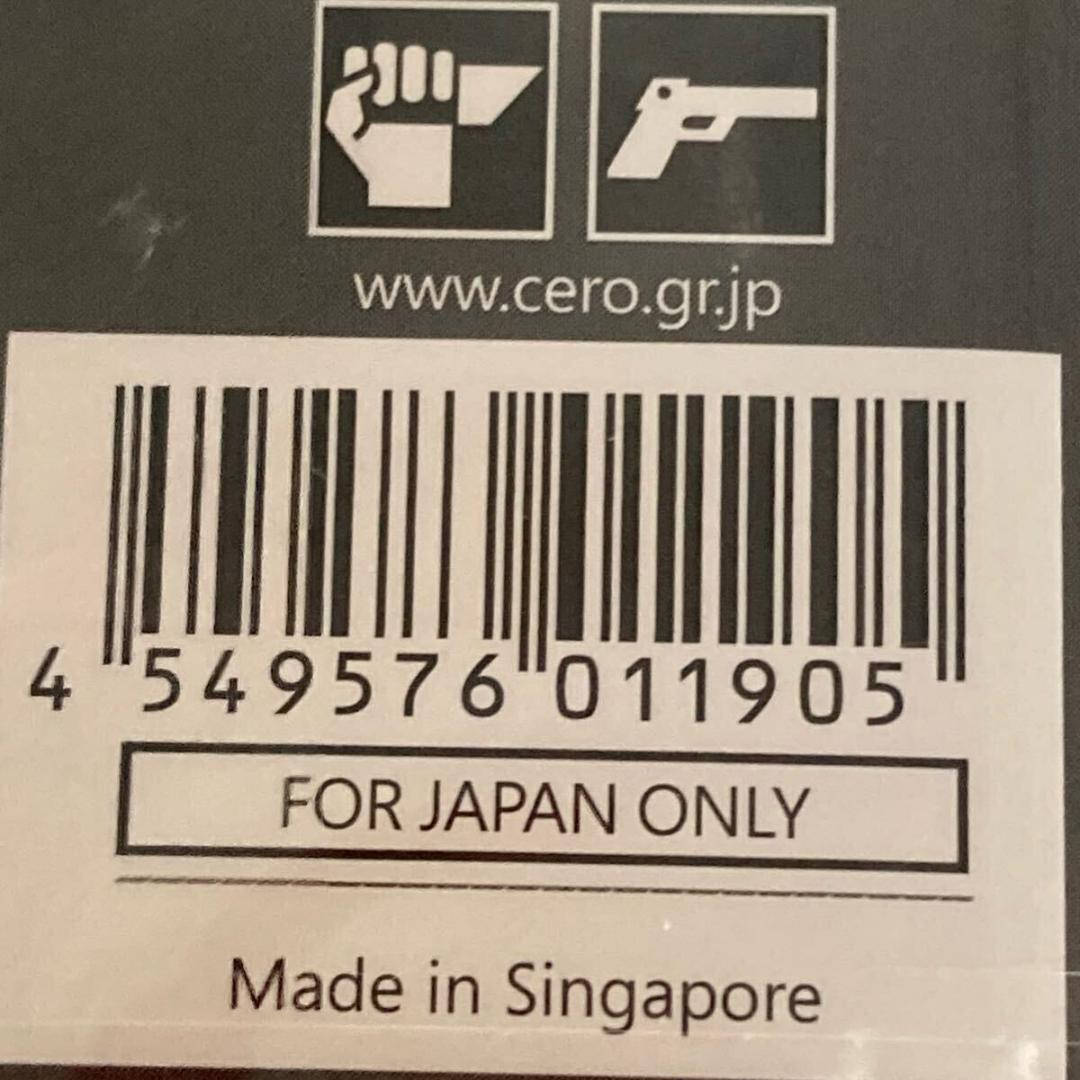 www.cero.gr.jp
4 549576 011905
FOR JAPAN ONLY
Made in Singapore